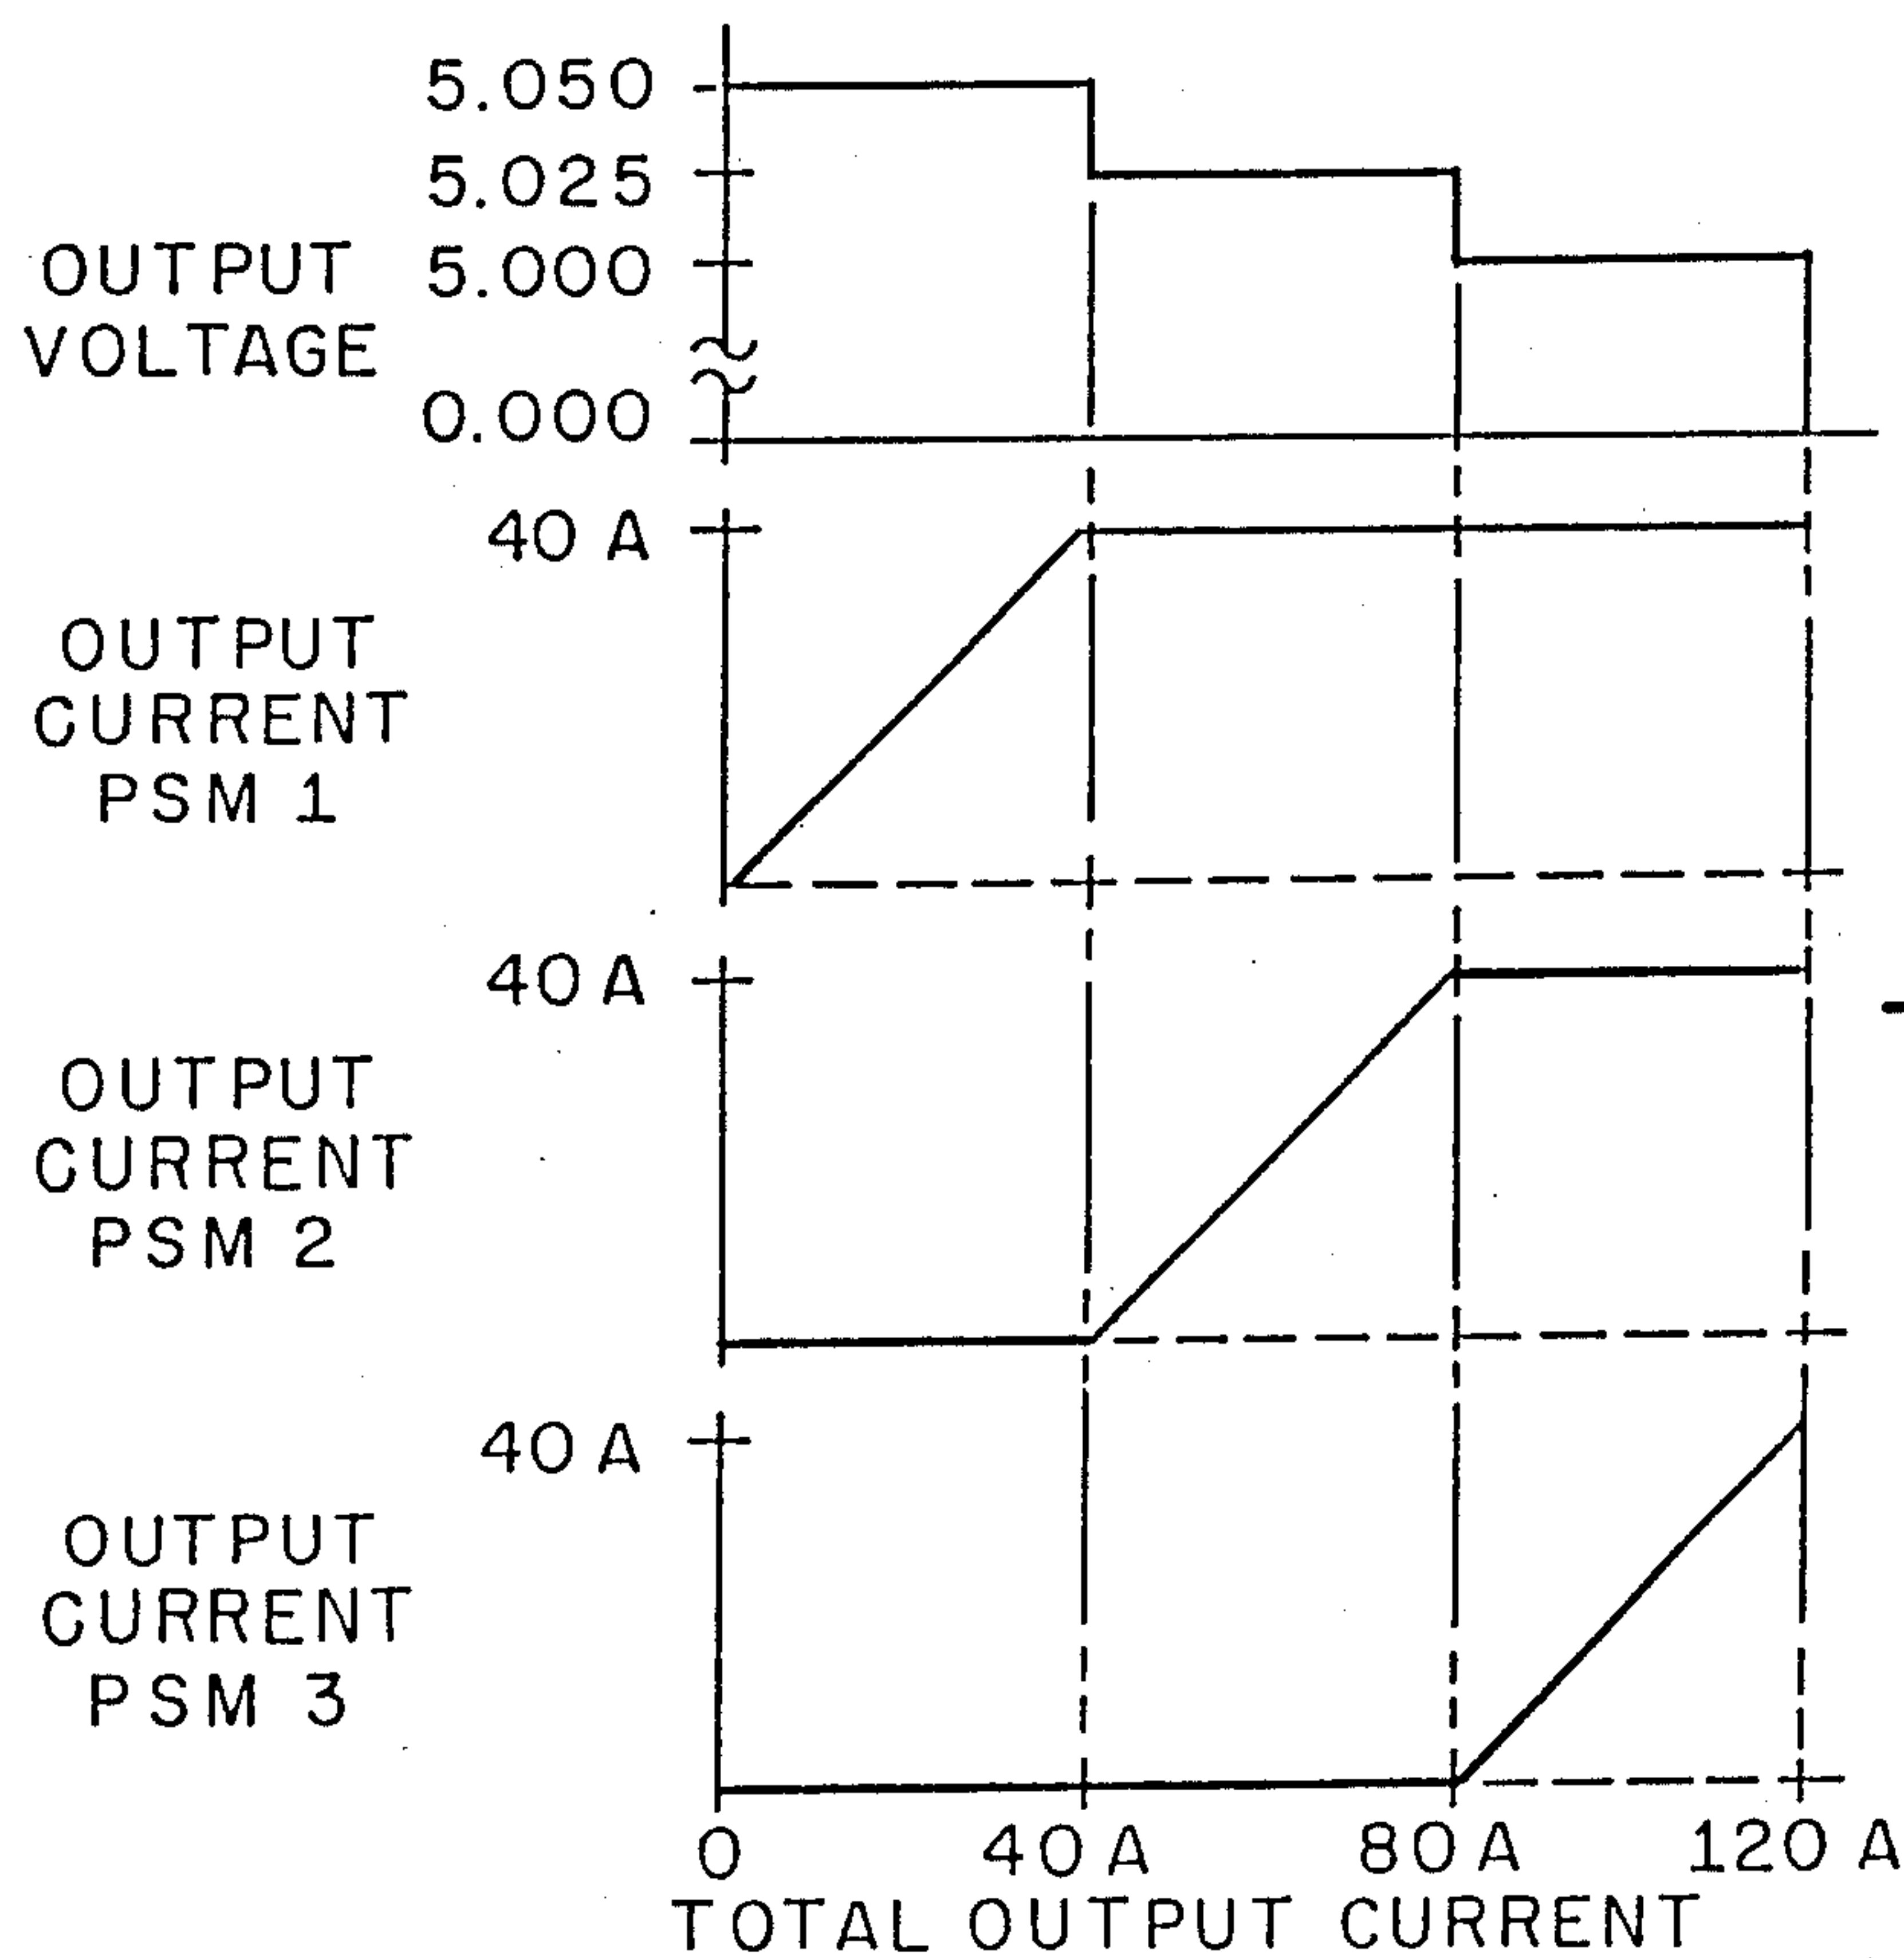 5.050
5.025
5.000
0.000
OUTPUT
VOLTAGE
40 A
OUTPUT
CURRENT
PSM 1
40 A
OUTPUT
CURRENT
PSM 2
40 A
OUTPUT
CURRENT
PSM 3
0 40 A 80 A 120 A
TOTAL OUTPUT CURRENT